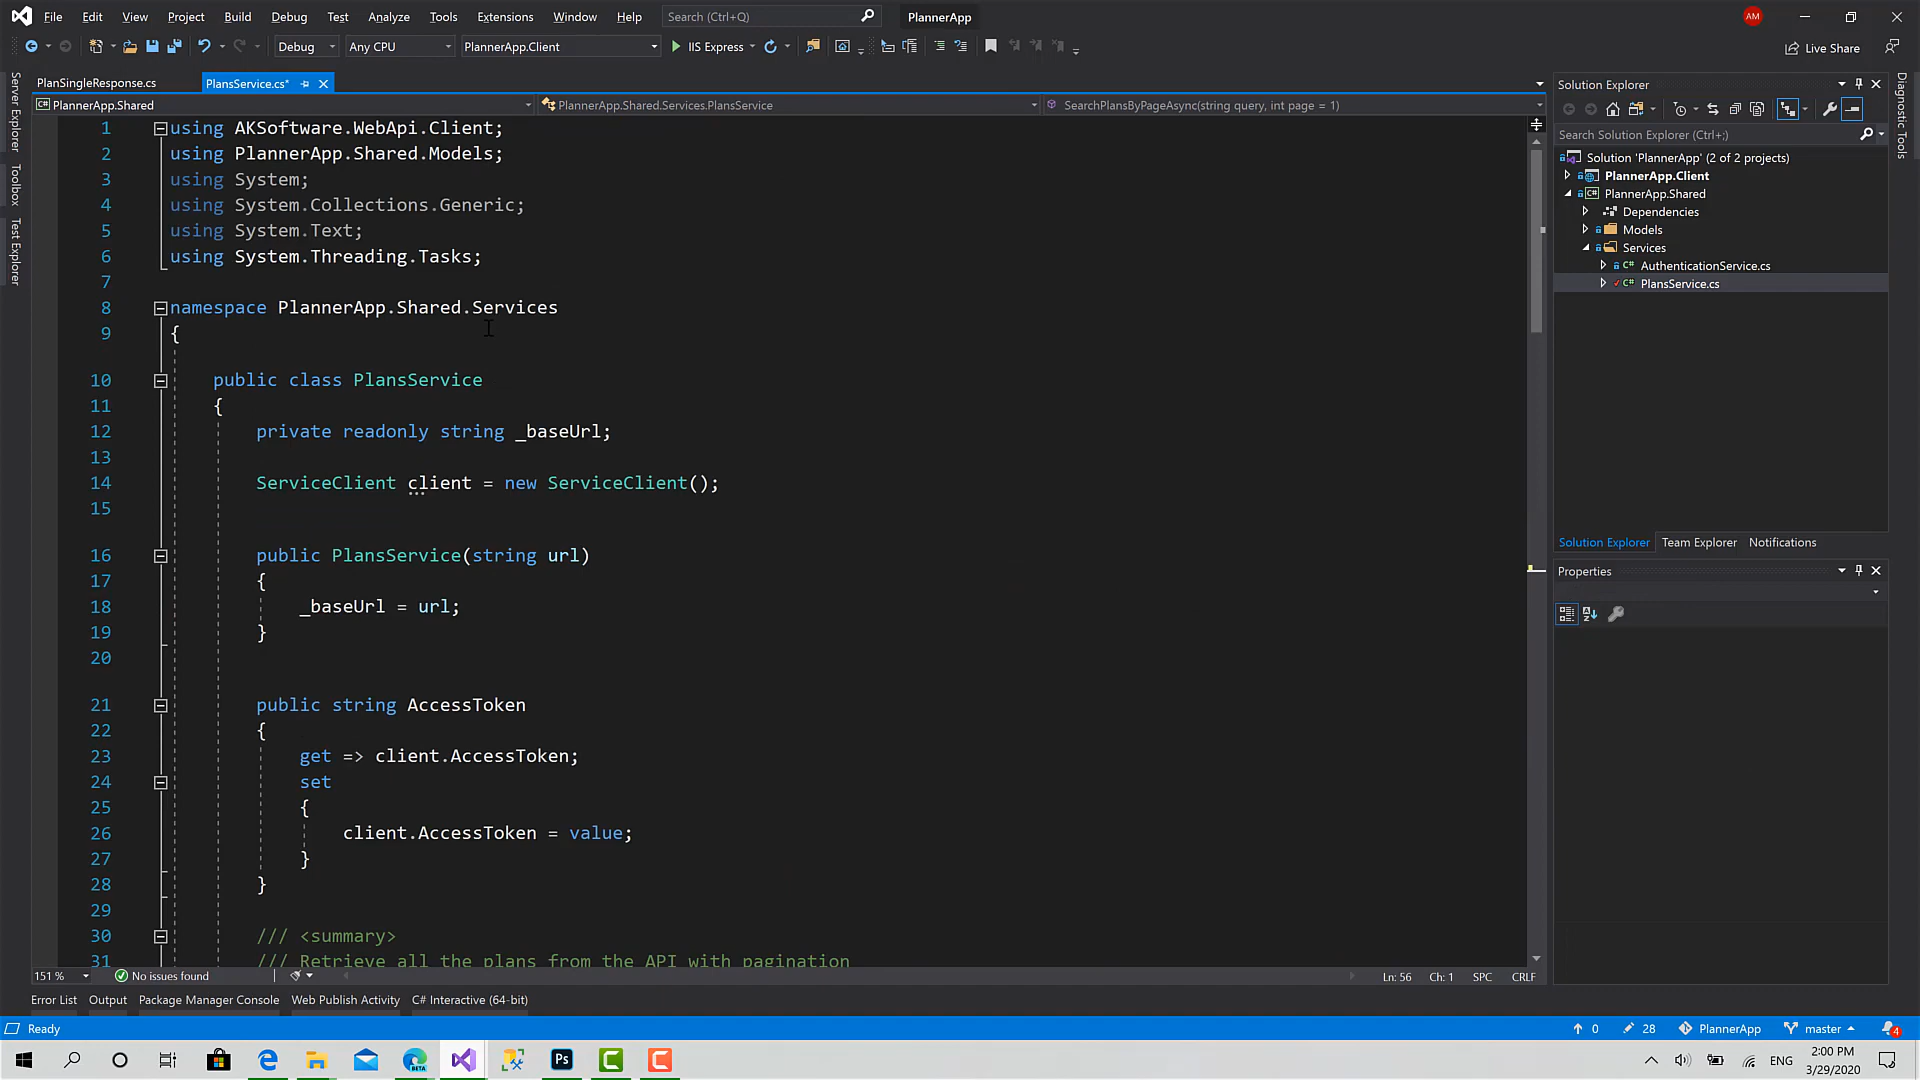 File Edit View Project Build Debug Test Analyze Tools Extensions Window Help Search (Ctrl+Q) PlannerApp AM
Debug Any CPU PlannerApp.Client IIS Express Live Share
PlanSingleResponse.cs PlansService.cs*
PlannerApp.Shared PlannerApp.Shared.Services.PlansService SearchPlansByPageAsync(string query, int page = 1)
Server Explorer
Toolbox
Test Explorer
1 using AKSoftware.WebApi.Client;
2 using PlannerApp.Shared.Models;
3 using System;
4 using System.Collections.Generic;
5 using System.Text;
6 using System.Threading.Tasks;
7
8 namespace PlannerApp.Shared.Services
9 {
10 public class PlansService
11 {
12 private readonly string _baseUrl;
13
14 ServiceClient client = new ServiceClient();
15
16 public PlansService(string url)
17 {
18 _baseUrl = url;
19 }
20
21 public string AccessToken
22 {
23 get => client.AccessToken;
24 set
25 {
26 client.AccessToken = value;
27 }
28 }
29
30 /// <summary>
31 /// Retrieve all the plans from the API with pagination
151 % No issues found Ln: 56 Ch: 1 SPC CRLF
Solution Explorer
Search Solution Explorer (Ctrl+;)
Solution 'PlannerApp' (2 of 2 projects)
PlannerApp.Client
PlannerApp.Shared
Dependencies
Models
Services
AuthenticationService.cs
PlansService.cs
Solution Explorer Team Explorer Notifications
Properties
Diagnostic Tools
Error List Output Package Manager Console Web Publish Activity C# Interactive (64-bit)
Ready 0 28 PlannerApp master 4
BETA Ps ENG 2:00 PM
3/29/2020